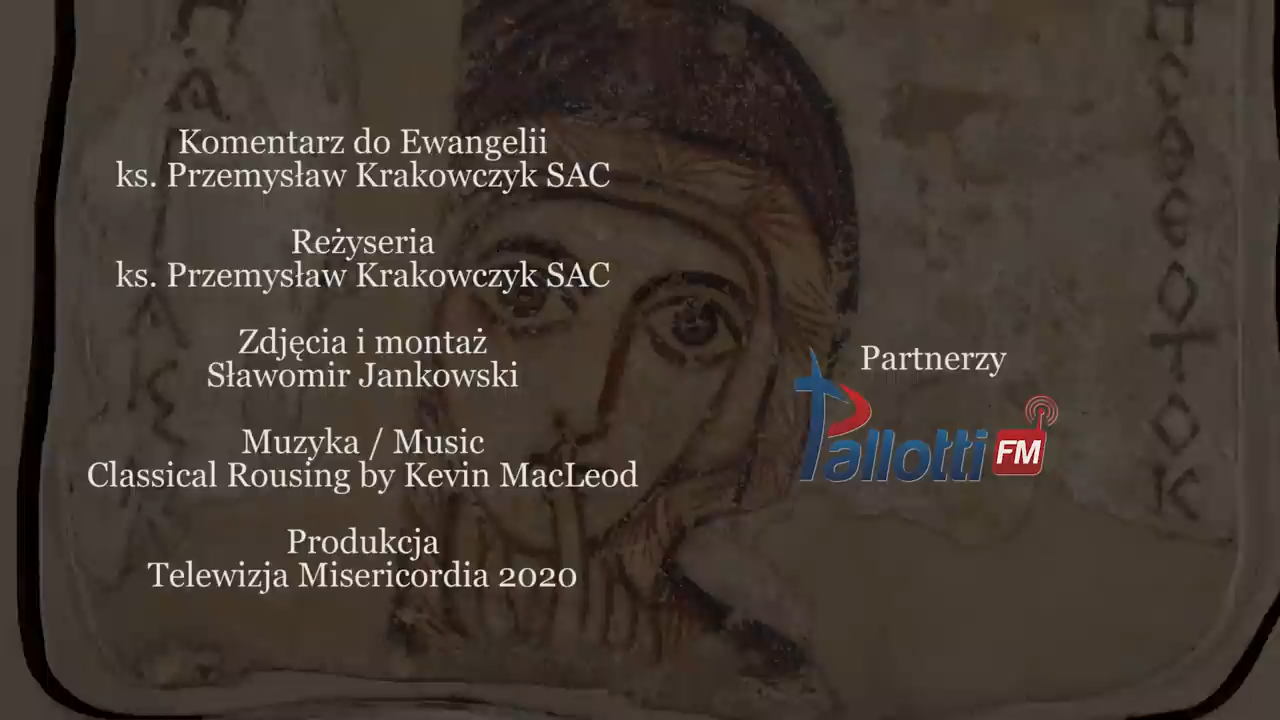 Komentarz do Ewangelii
ks. Przemysław Krakowczyk SAC
Reżyseria
ks. Przemysław Krakowczyk SAC
Zdjęcia i montaż
Sławomir Jankowski
Muzyka / Music
Classical Rousing by Kevin MacLeod
Produkcja
Telewizja Misericordia 2020
Partnerzy
Pallotti FM